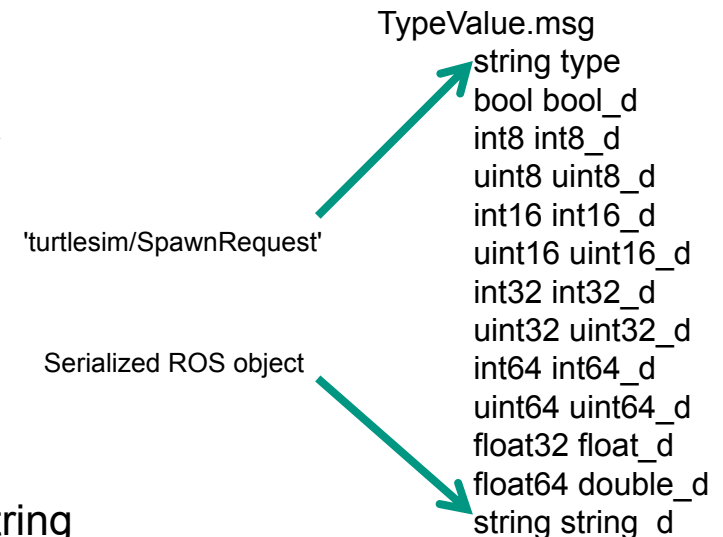 TypeValue.msg
string type
bool bool_d
int8 int8_d
uint8 uint8_d
int16 int16_d
uint16 uint16_d
int32 int32_d
uint32 uint32_d
int64 int64_d
uint64 uint64_d
float32 float_d
float64 double_d
string string_d
'turtlesim/SpawnRequest'
Serialized ROS object